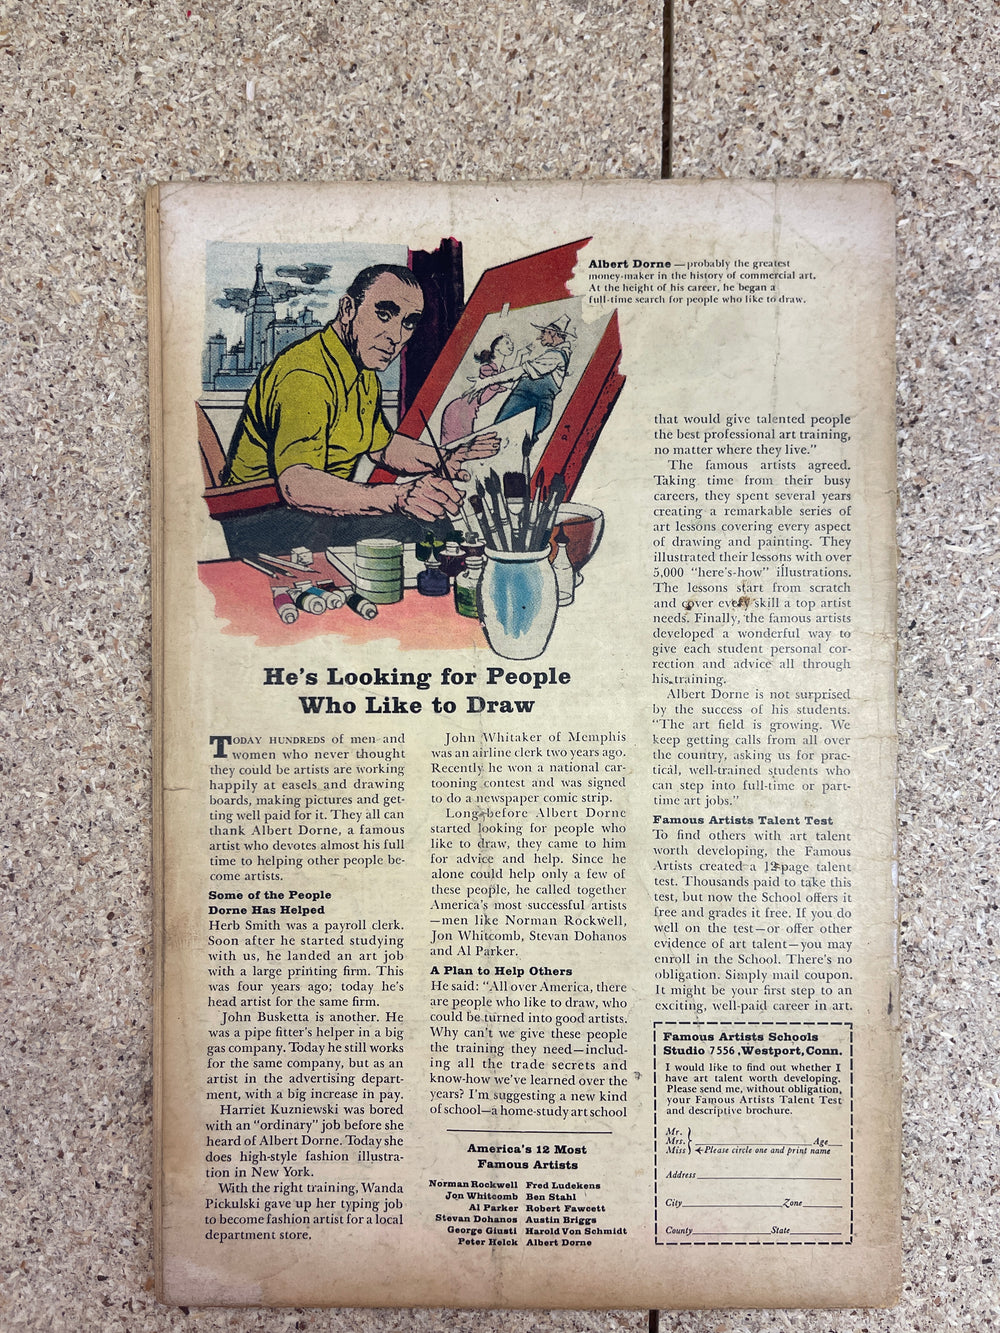 Albert Dorne — probably the greatest
money-maker in the history of commercial art.
At the height of his career, he began a
full-time search for people who like to draw.
He's Looking for People
Who Like to Draw
TODAY HUNDREDS of men and
women who never thought
they could be artists are working
happily at easels and drawing
boards, making pictures and get-
ting well paid for it. They all can
thank Albert Dorne, a famous
artist who devotes almost his full
time to helping other people be-
come artists.
Some of the People
Dorne Has Helped
Herb Smith was a payroll clerk.
Soon after he started studying
with us, he landed an art job
with a large printing firm. This
was four years ago; today he's
head artist for the same firm.
John Busketta is another. He
was a pipe fitter's helper in a big
gas company. Today he still works
for the same company, but as an
artist in the advertising depart-
ment, with a big increase in pay.
Harriet Kuzniewski was bored
with an "ordinary" job before she
heard of Albert Dorne. Today she
does high-style fashion illustra-
tion in New York.
With the right training, Wanda
Pickulski gave up her typing job
to become fashion artist for a local
department store.
John Whitaker of Memphis
was an airline clerk two years ago.
Recently he won a national car-
tooning contest and was signed
to do a newspaper comic strip.
Long before Albert Dorne
started looking for people who
like to draw, they came to him
for advice and help. Since he
alone could help only a few of
these people, he called together
America's most successful artists
—men like Norman Rockwell,
Jon Whitcomb, Stevan Dohanos
and Al Parker.
A Plan to Help Others
He said: "All over America, there
are people who like to draw, who
could be turned into good artists.
Why can't we give these people
the training they need—includ-
ing all the trade secrets and
know-how we've learned over the
years? I'm suggesting a new kind
of school—a home-study art school
America's 12 Most
Famous Artists
Norman Rockwell Fred Ludekens
Jon Whitcomb Ben Stahl
Al Parker Robert Fawcett
Stevan Dohanos Austin Briggs
George Giusti Harold Von Schmidt
Peter Helck Albert Dorne
that would give talented people
the best professional art training,
no matter where they live."
The famous artists agreed.
Taking time from their busy
careers, they spent several years
creating a remarkable series of
art lessons covering every aspect
of drawing and painting. They
illustrated their lessons with over
5,000 "here's-how" illustrations.
The lessons start from scratch
and cover every skill a top artist
needs. Finally, the famous artists
developed a wonderful way to
give each student personal cor-
rection and advice all through
his training.
Albert Dorne is not surprised
by the success of his students.
"The art field is growing. We
keep getting calls from all over
the country, asking us for prac-
tical, well-trained students who
can step into full-time or part-
time art jobs."
Famous Artists Talent Test
To find others with art talent
worth developing, the Famous
Artists created a 12-page talent
test. Thousands paid to take this
test, but now the School offers it
free and grades it free. If you do
well on the test—or offer other
evidence of art talent—you may
enroll in the School. There's no
obligation. Simply mail coupon.
It might be your first step to an
exciting, well-paid career in art.
Famous Artists Schools
Studio 7556, Westport, Conn.
I would like to find out whether I
have art talent worth developing.
Please send me, without obligation,
your Famous Artists Talent Test
and descriptive brochure.
Mr.
Mrs. Age
Miss Please circle one and print name
Address
City Zone
County State